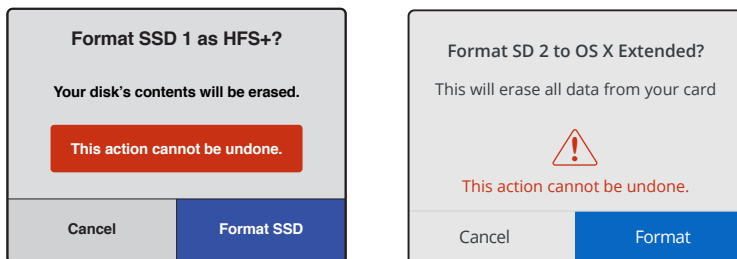 Format SSD 1 as HFS+?
Your disk's contents will be erased.
This action cannot be undone.
Cancel
Format SSD
Format SD 2 to OS X Extended?
This will erase all data from your card
This action cannot be undone.
Cancel
Format